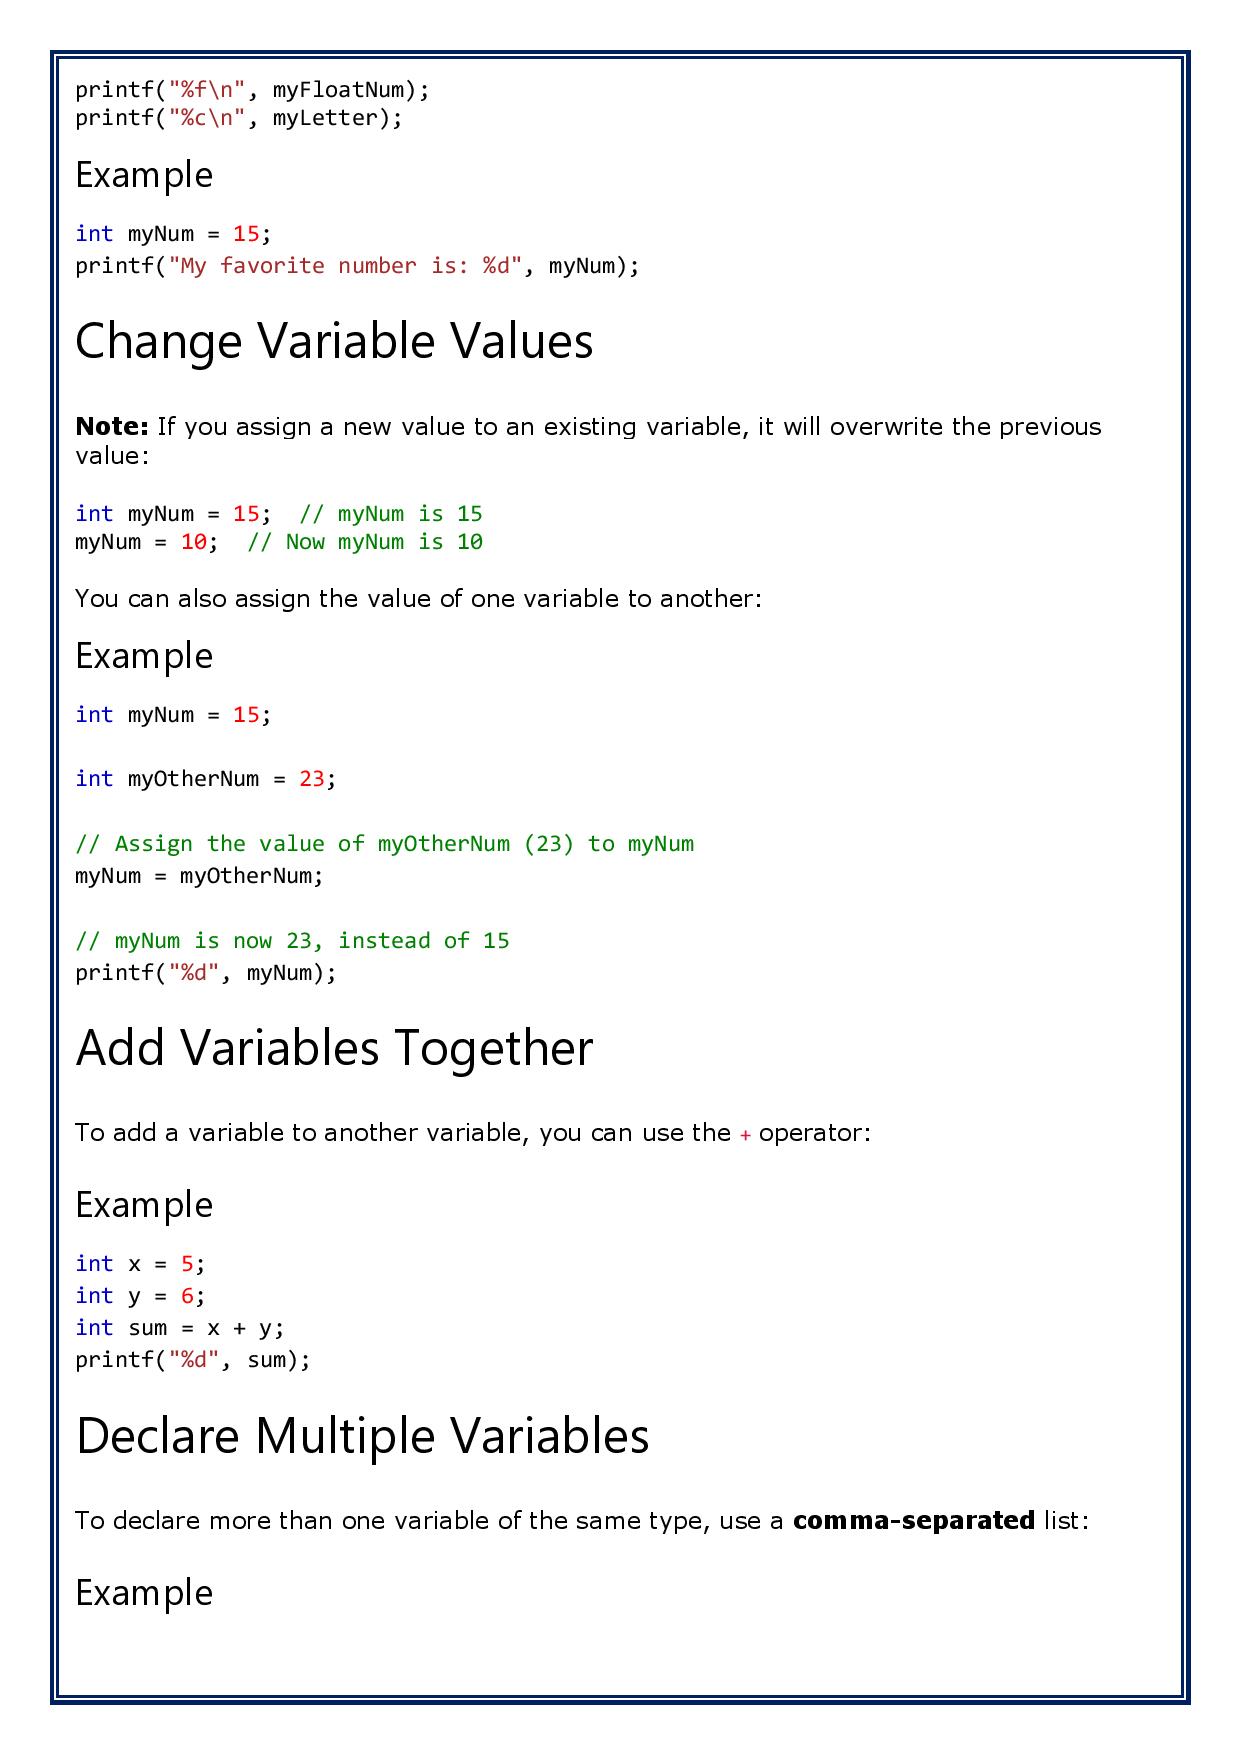 printf("%f\n", myFloatNum);
printf("%c\n", myLetter);
Example
int myNum = 15;
printf("My favorite number is: %d", myNum);
Change Variable Values
Note: If you assign a new value to an existing variable, it will overwrite the previous
value:
int myNum = 15;  // myNum is 15
myNum = 10;  // Now myNum is 10
You can also assign the value of one variable to another:
Example
int myNum = 15;
int myOtherNum = 23;
// Assign the value of myOtherNum (23) to myNum
myNum = myOtherNum;
// myNum is now 23, instead of 15
printf("%d", myNum);
Add Variables Together
To add a variable to another variable, you can use the + operator:
Example
int x = 5;
int y = 6;
int sum = x + y;
printf("%d", sum);
Declare Multiple Variables
To declare more than one variable of the same type, use a comma-separated list:
Example